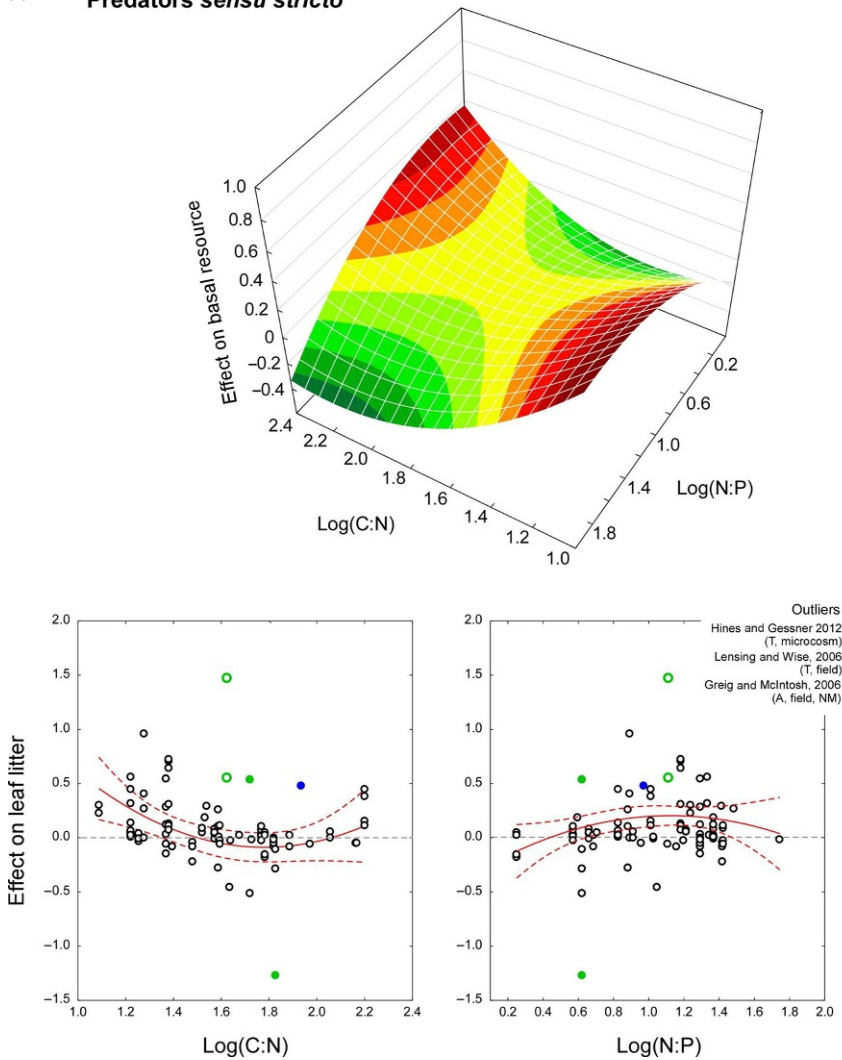 Predators sensu stricto
Effect on basal resource
1.0
0.8
0.6
0.4
0.2
0
−0.2
−0.4
2.4
2.2
2.0
1.8
1.6
1.4
1.2
1.0
Log(C:N)
0.2
0.6
1.0
1.4
1.8
Log(N:P)
Outliers
Hines and Gessner 2012
(T, microcosm)
Lensing and Wise, 2006
(T, field)
Greig and McIntosh, 2006
(A, field, NM)
Effect on leaf litter
2.0
1.5
1.0
0.5
0.0
−0.5
−1.0
−1.5
1.0 1.2 1.4 1.6 1.8 2.0 2.2 2.4
Log(C:N)
2.0
1.5
1.0
0.5
0.0
−0.5
−1.0
−1.5
0.2 0.4 0.6 0.8 1.0 1.2 1.4 1.6 1.8 2.0
Log(N:P)